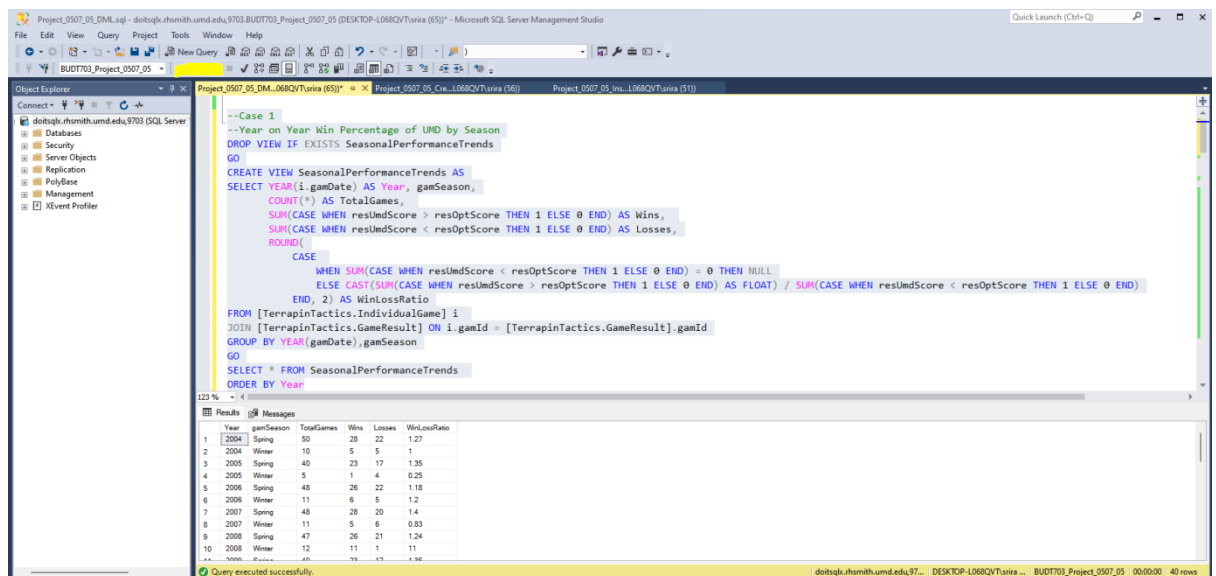 Project_0507_05_DML.sql - doitsqlx.rhsmith.umd.edu,9703.BUDT703_Project_0507_05 (DESKTOP-L068QVT\srira (65))* - Microsoft SQL Server Management Studio
Quick Launch (Ctrl+Q)
File Edit View Query Project Tools Window Help
New Query
BUDT703_Project_0507_05
Object Explorer
Project_0507_05_DM...068QVT\srira (65))* Project_0507_05_Cre...L068QVT\srira (56)) Project_0507_05_Ins...L068QVT\srira (51))
Connect
doitsqlx.rhsmith.umd.edu,9703 (SQL Server
Databases
Security
Server Objects
Replication
PolyBase
Management
XEvent Profiler
--Case 1
--Year on Year Win Percentage of UMD by Season
DROP VIEW IF EXISTS SeasonalPerformanceTrends
GO
CREATE VIEW SeasonalPerformanceTrends AS
SELECT YEAR(i.gamDate) AS Year, gamSeason,
COUNT(*) AS TotalGames,
SUM(CASE WHEN resUmdScore > resOptScore THEN 1 ELSE 0 END) AS Wins,
SUM(CASE WHEN resUmdScore < resOptScore THEN 1 ELSE 0 END) AS Losses,
ROUND(
CASE
WHEN SUM(CASE WHEN resUmdScore < resOptScore THEN 1 ELSE 0 END) = 0 THEN NULL
ELSE CAST(SUM(CASE WHEN resUmdScore > resOptScore THEN 1 ELSE 0 END) AS FLOAT) / SUM(CASE WHEN resUmdScore < resOptScore THEN 1 ELSE 0 END)
END, 2) AS WinLossRatio
FROM [TerrapinTactics.IndividualGame] i
JOIN [TerrapinTactics.GameResult] ON i.gamId = [TerrapinTactics.GameResult].gamId
GROUP BY YEAR(gamDate),gamSeason
GO
SELECT * FROM SeasonalPerformanceTrends
ORDER BY Year
123 %
Results Messages
Year gamSeason TotalGames Wins Losses WinLossRatio
1 2004 Spring 50 28 22 1.27
2 2004 Winter 10 5 5 1
3 2005 Spring 40 23 17 1.35
4 2005 Winter 5 1 4 0.25
5 2006 Spring 48 26 22 1.18
6 2006 Winter 11 6 5 1.2
7 2007 Spring 48 28 20 1.4
8 2007 Winter 11 5 6 0.83
9 2008 Spring 47 26 21 1.24
10 2008 Winter 12 11 1 11
Query executed successfully.
doitsqlx.rhsmith.umd.edu,97... DESKTOP-L068QVT\srira ... BUDT703_Project_0507_05 00:00:00 40 rows